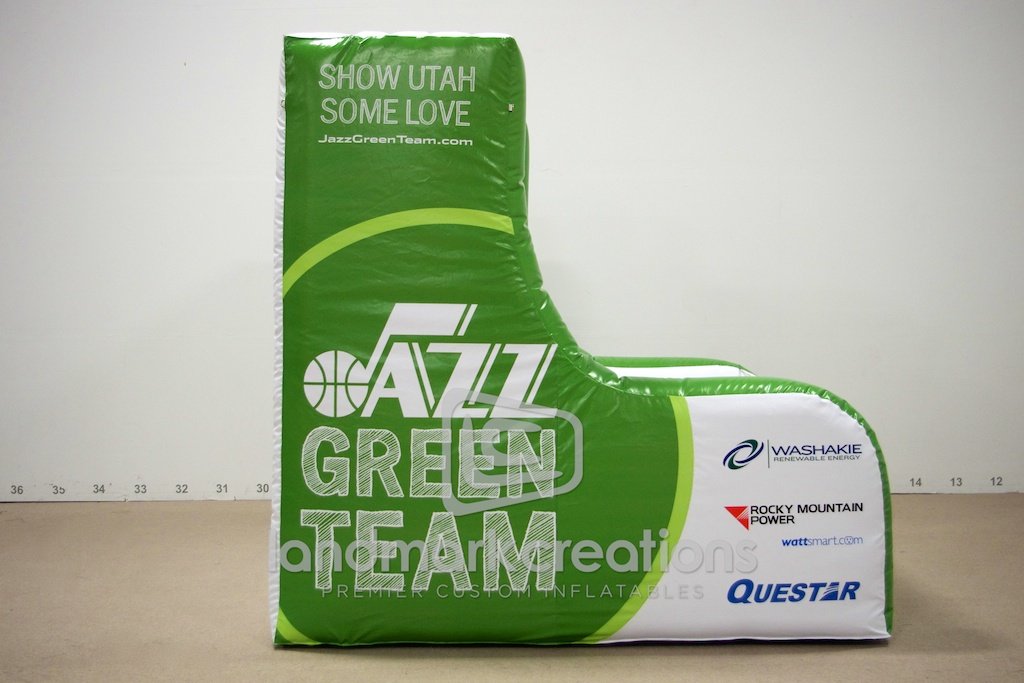 SHOW UTAH
SOME LOVE
JazzGreenTeam.com
JAZZ
GREEN
TEAM
WASHAKIE
RENEWABLE ENERGY
ROCKY MOUNTAIN
POWER
wattsmart.com
QUESTAR
landmarkcreations
PREMIER CUSTOM INFLATABLES
36 35 34 33 32 31 30 14 13 12